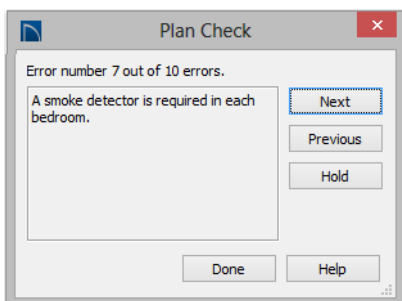 Plan Check
Error number 7 out of 10 errors.
A smoke detector is required in each
bedroom.
Next
Previous
Hold
Done
Help